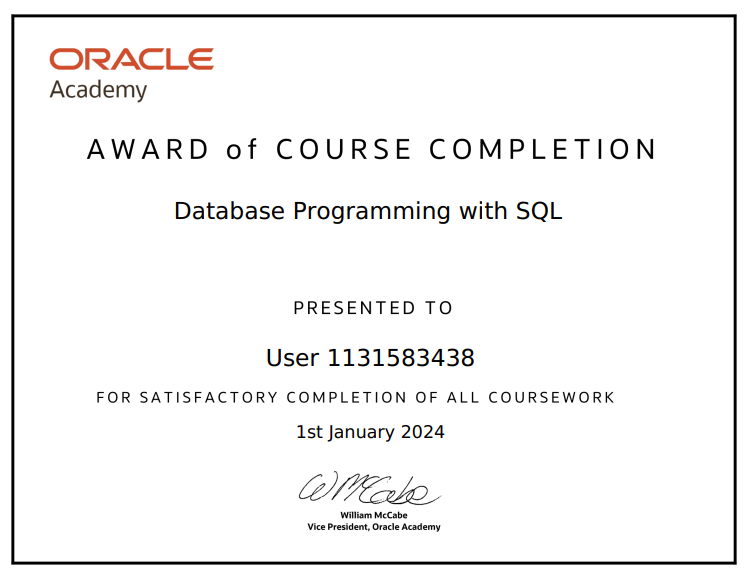 ORACLE
Academy
AWARD of COURSE COMPLETION
Database Programming with SQL
PRESENTED TO
User 1131583438
FOR SATISFACTORY COMPLETION OF ALL COURSEWORK
1st January 2024
WMcCabe
William McCabe
Vice President, Oracle Academy